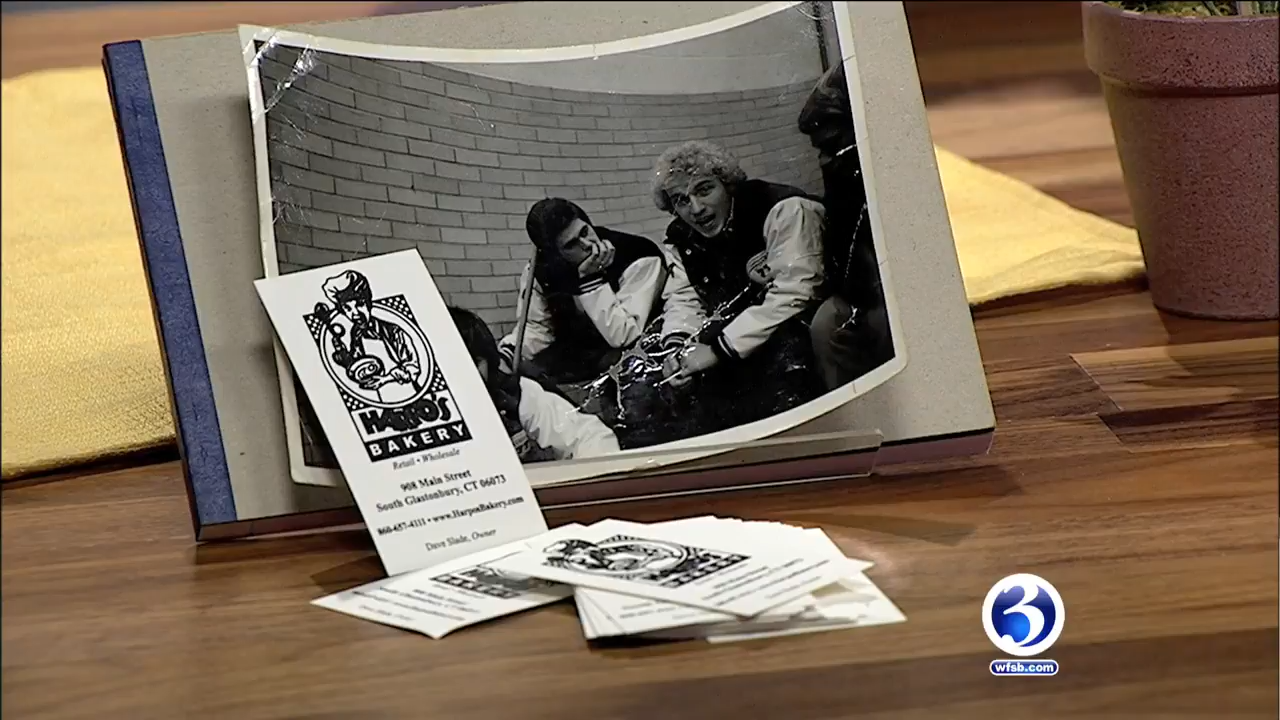 HARPO'S
BAKERY
Retail • Wholesale
908 Main Street
South Glastonbury, CT 06073
860-657-4111 • www.HarposBakery.com
Dave Slade, Owner
BAKERY
3
wfsb.com